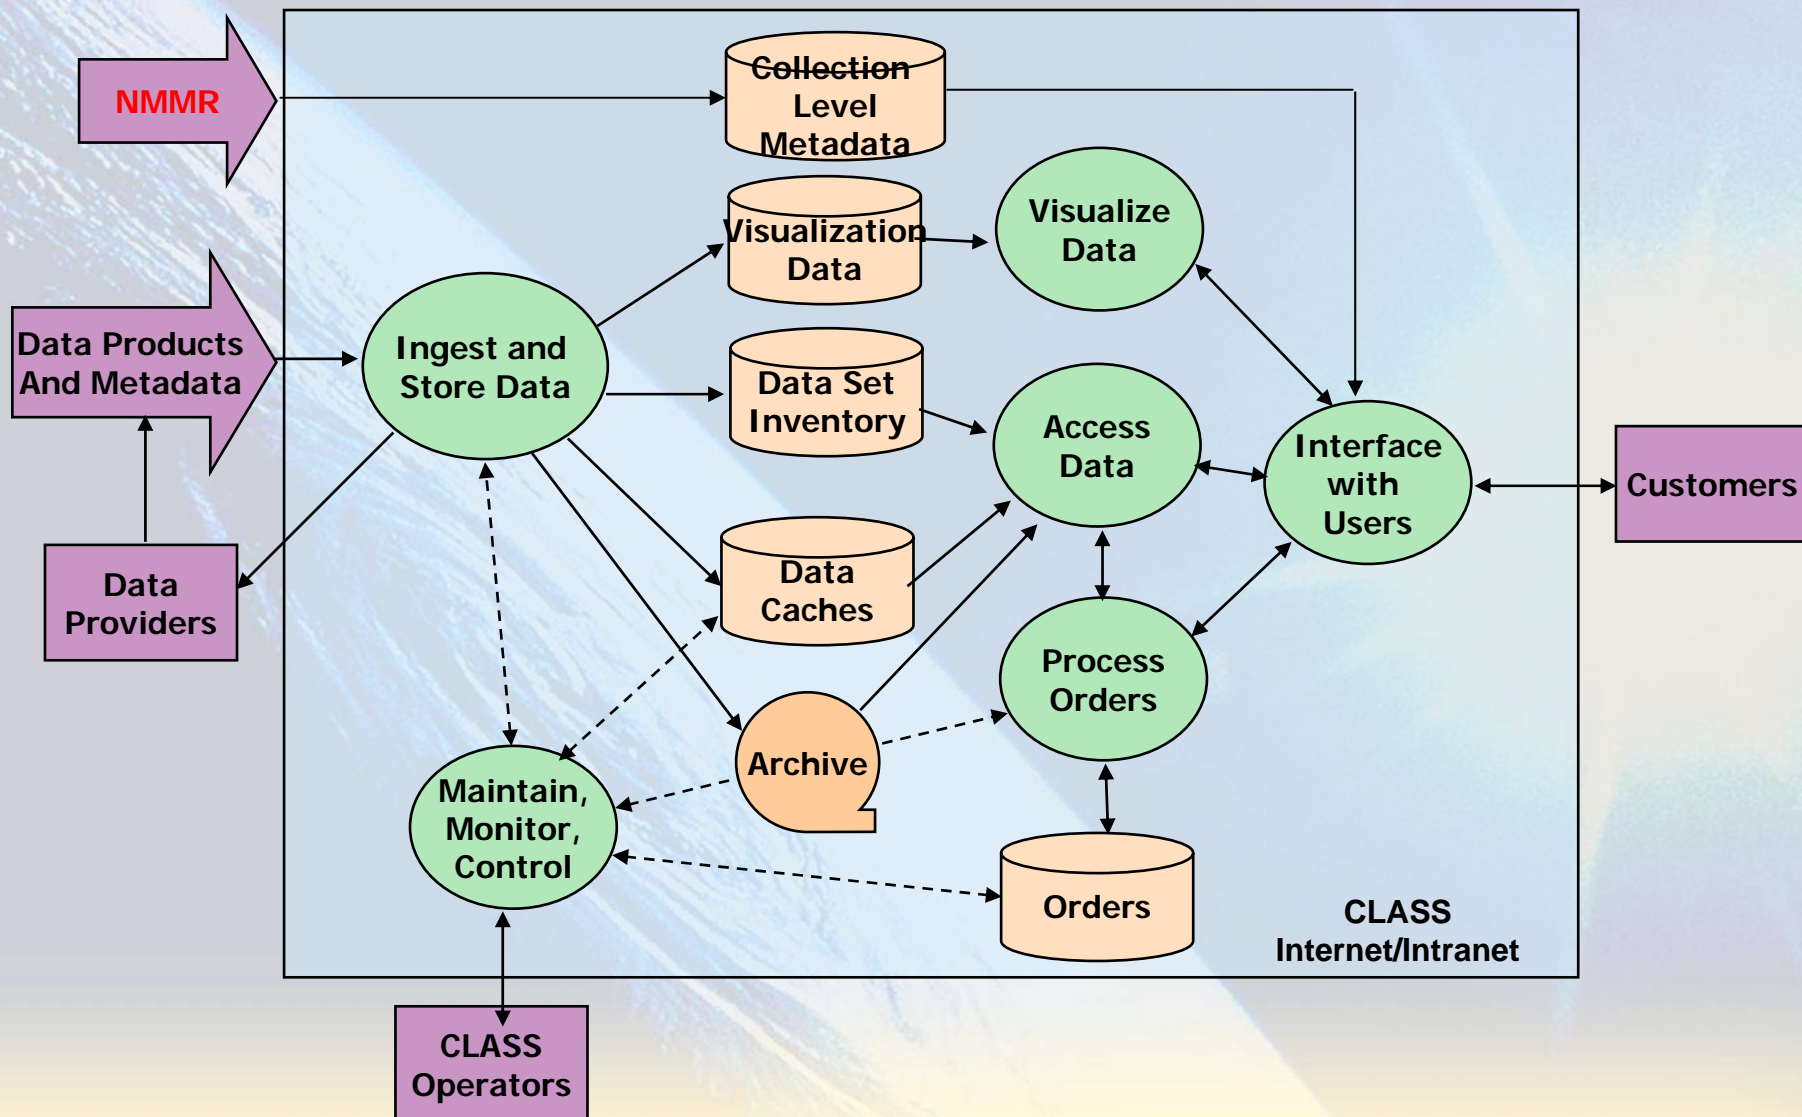 NMMR
Collection
Level
Metadata
Visualization
Data
Visualize
Data
Data Products
And Metadata
Ingest and
Store Data
Data Set
Inventory
Access
Data
Interface
with
Users
Customers
Data
Providers
Data
Caches
Process
Orders
Archive
Maintain,
Monitor,
Control
Orders
CLASS
Internet/Intranet
CLASS
Operators